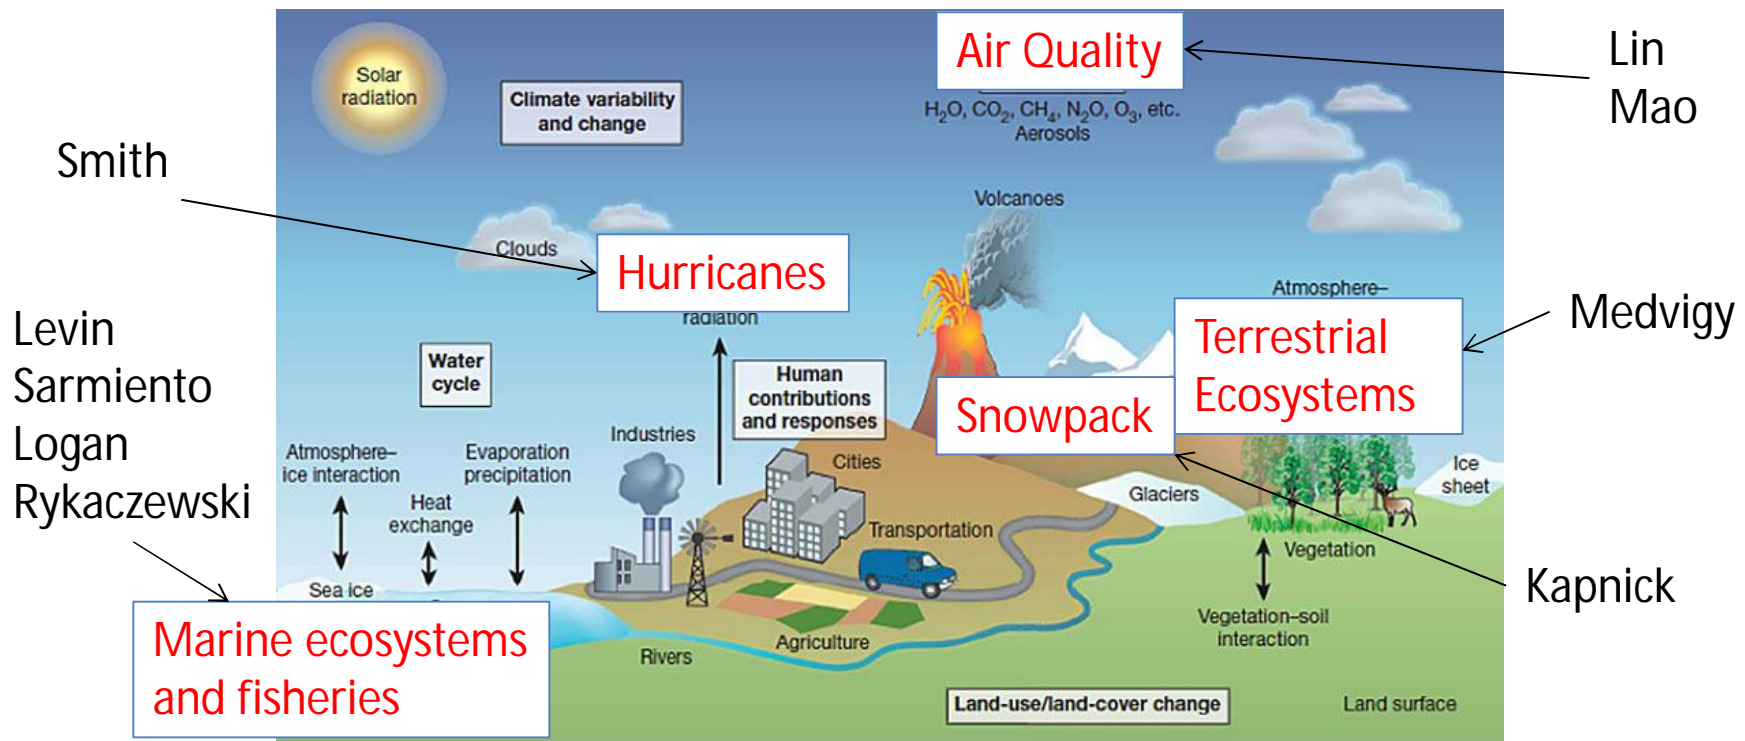 Air Quality
Lin
Mao
Solar
radiation
Climate variability
and change
H₂O, CO₂, CH₄, N₂O, O₃, etc.
Aerosols
Smith
Volcanoes
Clouds
Hurricanes
radiation
Atmosphere–
Terrestrial
Ecosystems
Medvigy
Levin
Sarmiento
Logan
Rykaczewski
Water
cycle
Human
contributions
and responses
Snowpack
Industries
Atmosphere–
ice interaction
Evaporation
precipitation
Cities
Heat
exchange
Glaciers
Ice
sheet
Transportation
Vegetation
Sea ice
Kapnick
Marine ecosystems
and fisheries
Vegetation–soil
interaction
Agriculture
Rivers
Land-use/land-cover change
Land surface